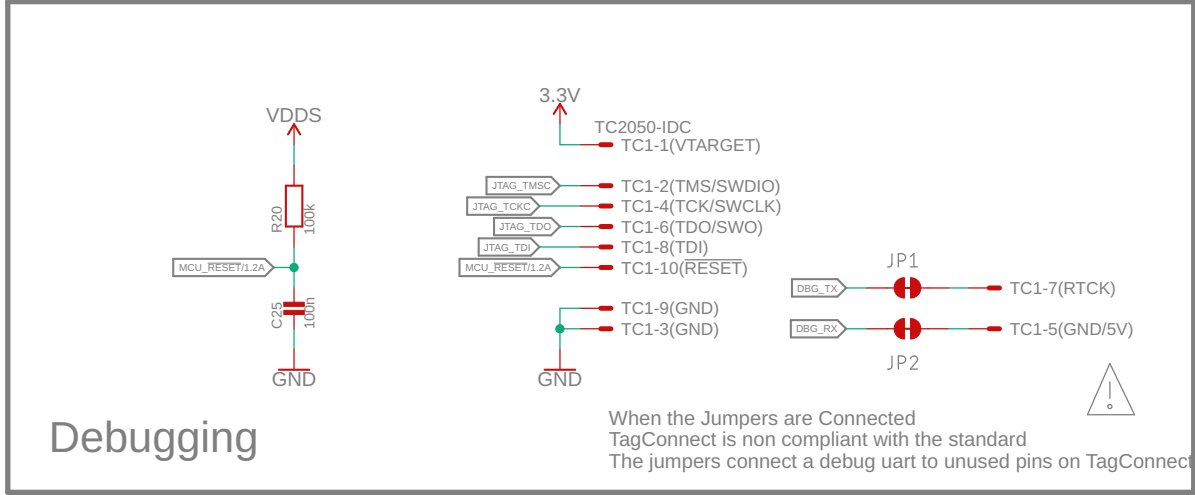 VDDS
R20
100k
MCU_RESET/1.2A
C25
100n
GND
3.3V
TC2050-IDC
TC1-1(VTARGET)
JTAG_TMSC
TC1-2(TMS/SWDIO)
JTAG_TCKC
TC1-4(TCK/SWCLK)
JTAG_TDO
TC1-6(TDO/SWO)
JTAG_TDI
TC1-8(TDI)
MCU_RESET/1.2A
TC1-10(RESET)
TC1-9(GND)
TC1-3(GND)
GND
JP1
DBG_TX
TC1-7(RTCK)
DBG_RX
TC1-5(GND/5V)
JP2
Debugging
When the Jumpers are Connected
TagConnect is non compliant with the standard
The jumpers connect a debug uart to unused pins on TagConnect